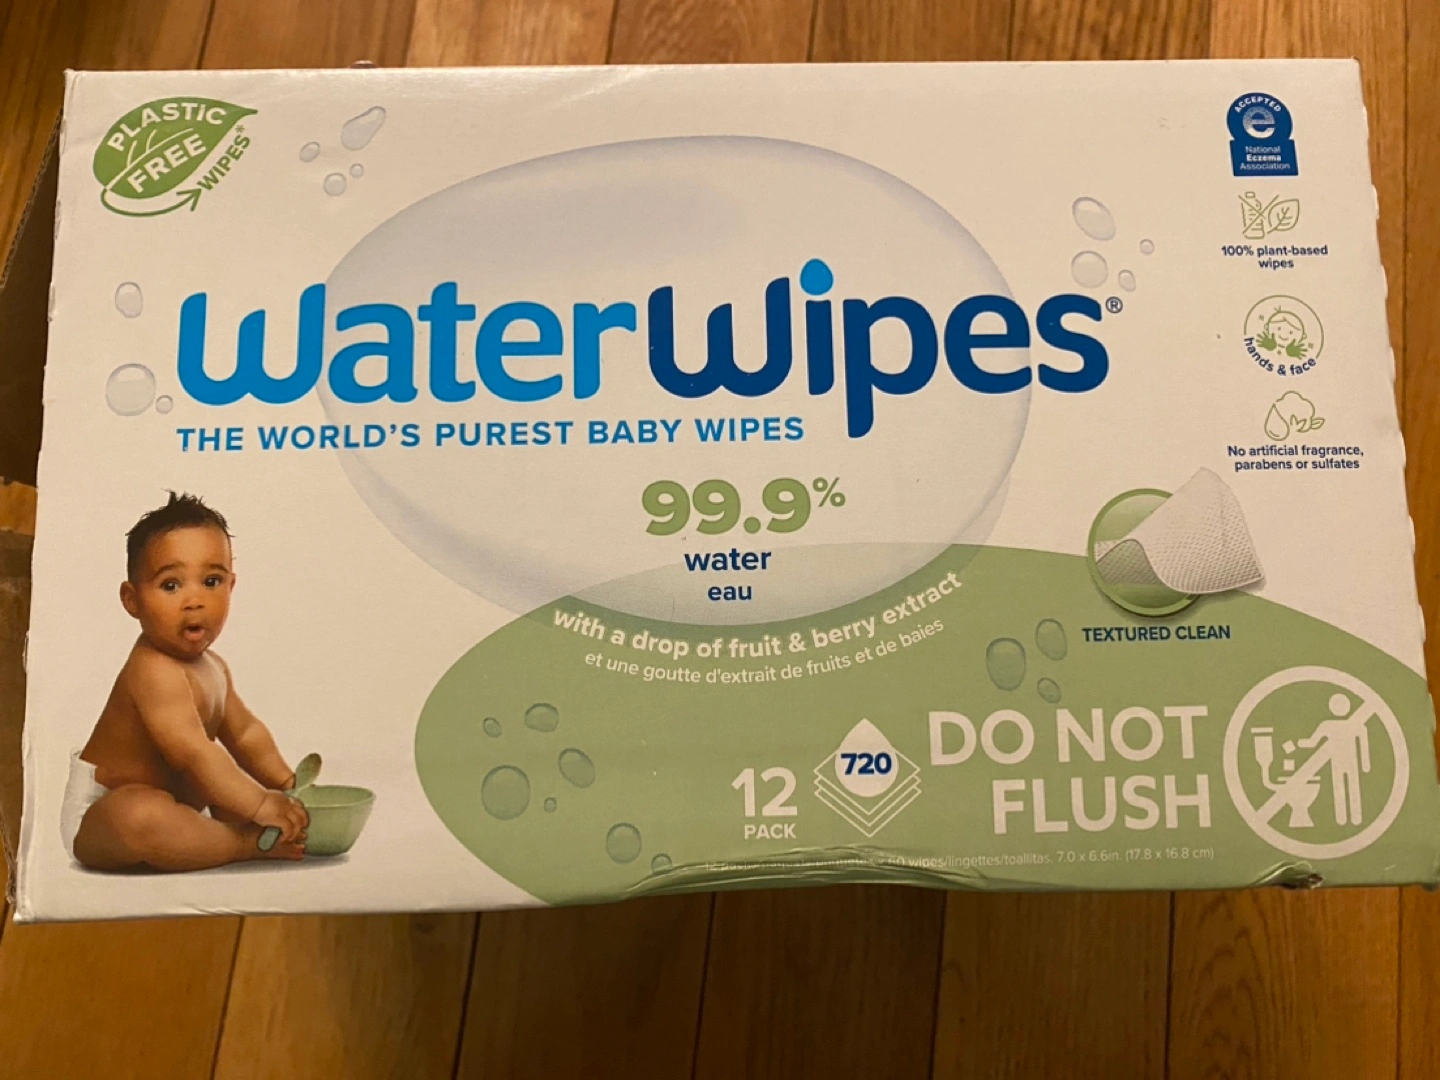 PLASTIC
FREE
WIPES*
ACCEPTED
e
National
Eczema
Association
100% plant-based
wipes
hands & face
No artificial fragrance,
parabens or sulfates
waterwipes®
THE WORLD'S PUREST BABY WIPES
99.9%
water
eau
with a drop of fruit & berry extract
et une goutte d'extrait de fruits et de baies
TEXTURED CLEAN
12
PACK
720
DO NOT
FLUSH
60 wipes/lingettes/toallitas, 7.0 x 6.6in. (17.8 x 16.8 cm)